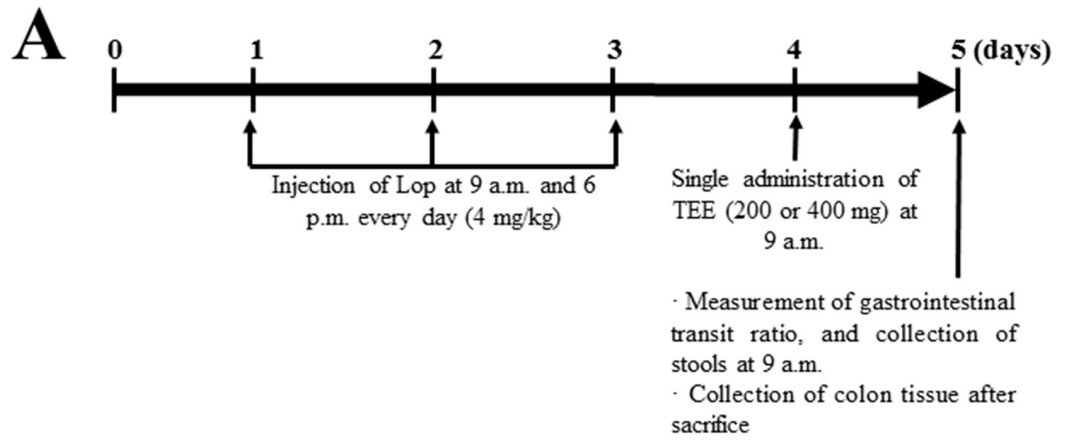 A
0 1 2 3 4 5 (days)
Injection of Lop at 9 a.m. and 6
p.m. every day (4 mg/kg)
Single administration of
TEE (200 or 400 mg) at
9 a.m.
· Measurement of gastrointestinal
transit ratio, and collection of
stools at 9 a.m.
· Collection of colon tissue after
sacrifice